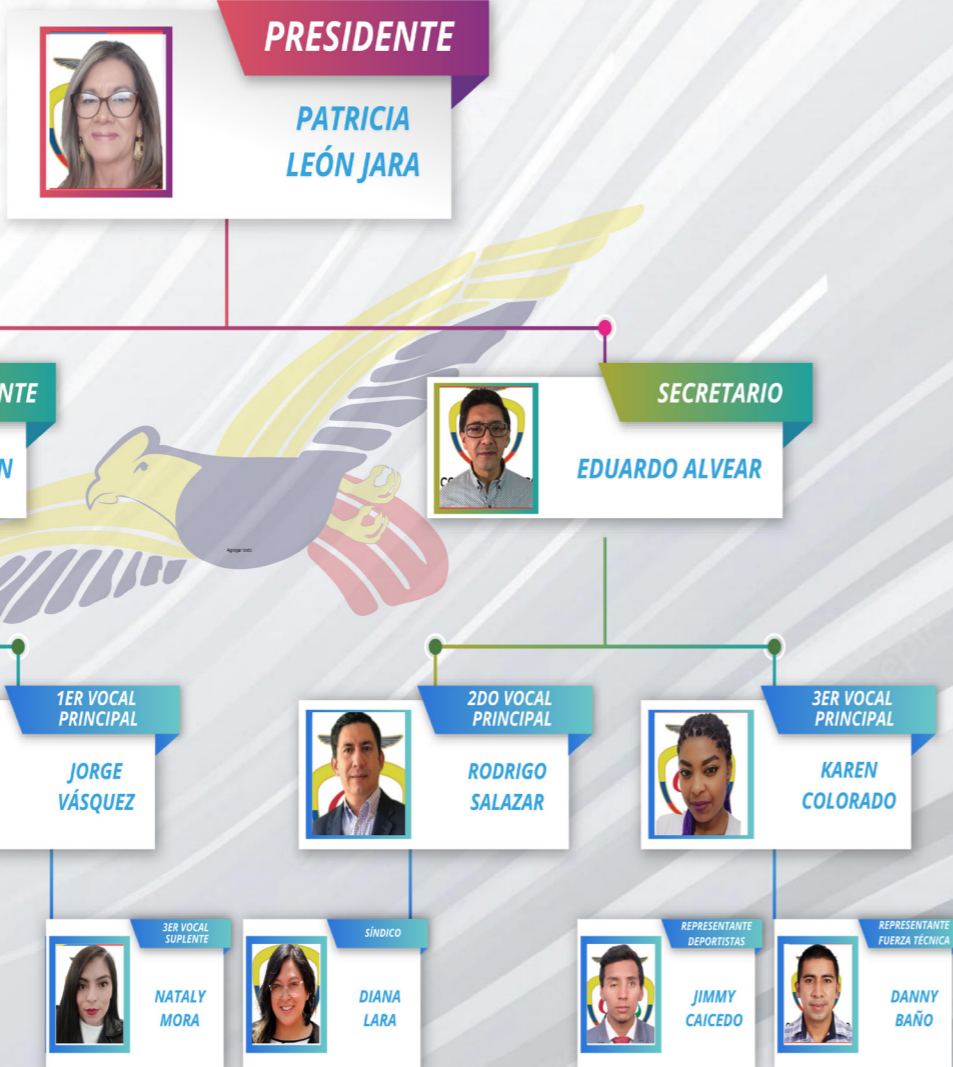 PRESIDENTE
PATRICIA
LEÓN JARA
NTE
N
SECRETARIO
EDUARDO ALVEAR
Agregar texto
1ER VOCAL
PRINCIPAL
JORGE
VÁSQUEZ
2DO VOCAL
PRINCIPAL
RODRIGO
SALAZAR
3ER VOCAL
PRINCIPAL
KAREN
COLORADO
3ER VOCAL
SUPLENTE
NATALY
MORA
SÍNDICO
DIANA
LARA
REPRESENTANTE
DEPORTISTAS
JIMMY
CAICEDO
REPRESENTANTE
FUERZA TÉCNICA
DANNY
BAÑO